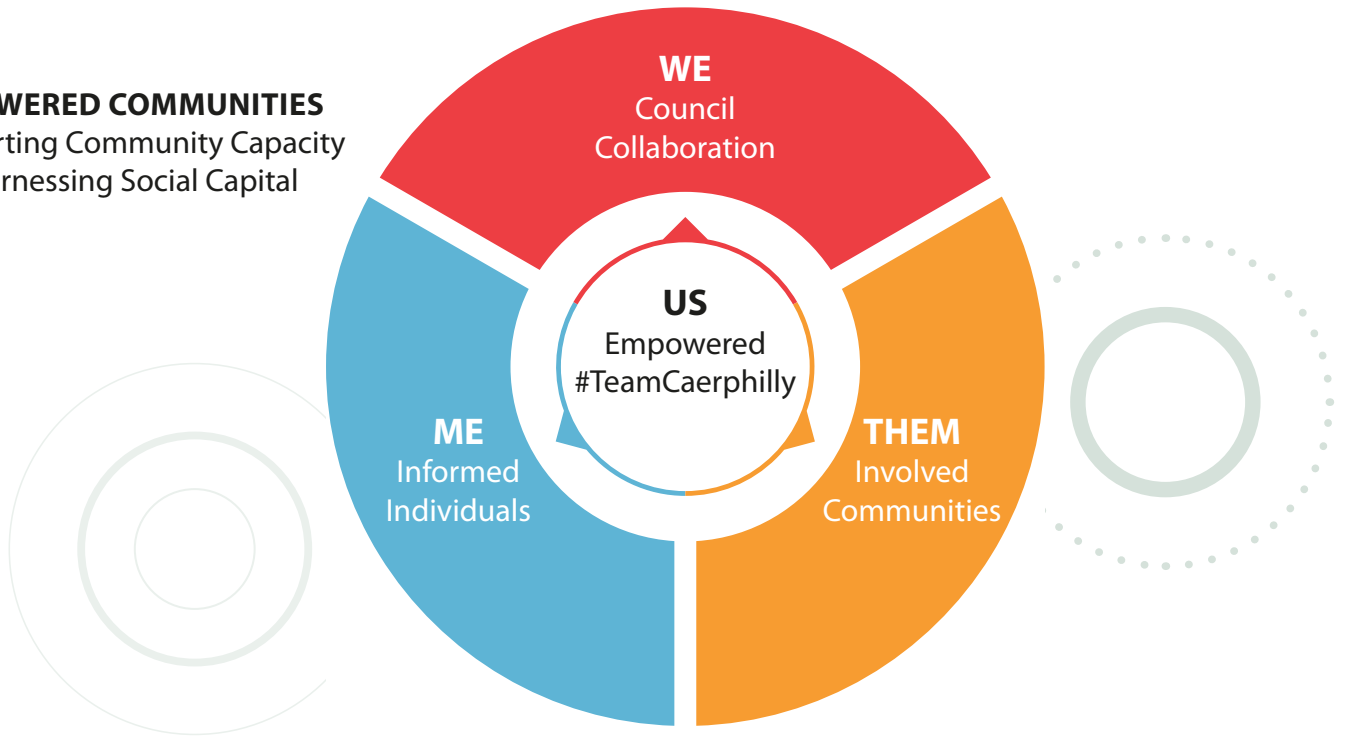 WERED COMMUNITIES
rting Community Capacity
rnessing Social Capital
WE
Council
Collaboration
US
Empowered
#TeamCaerphilly
ME
Informed
Individuals
THEM
Involved
Communities